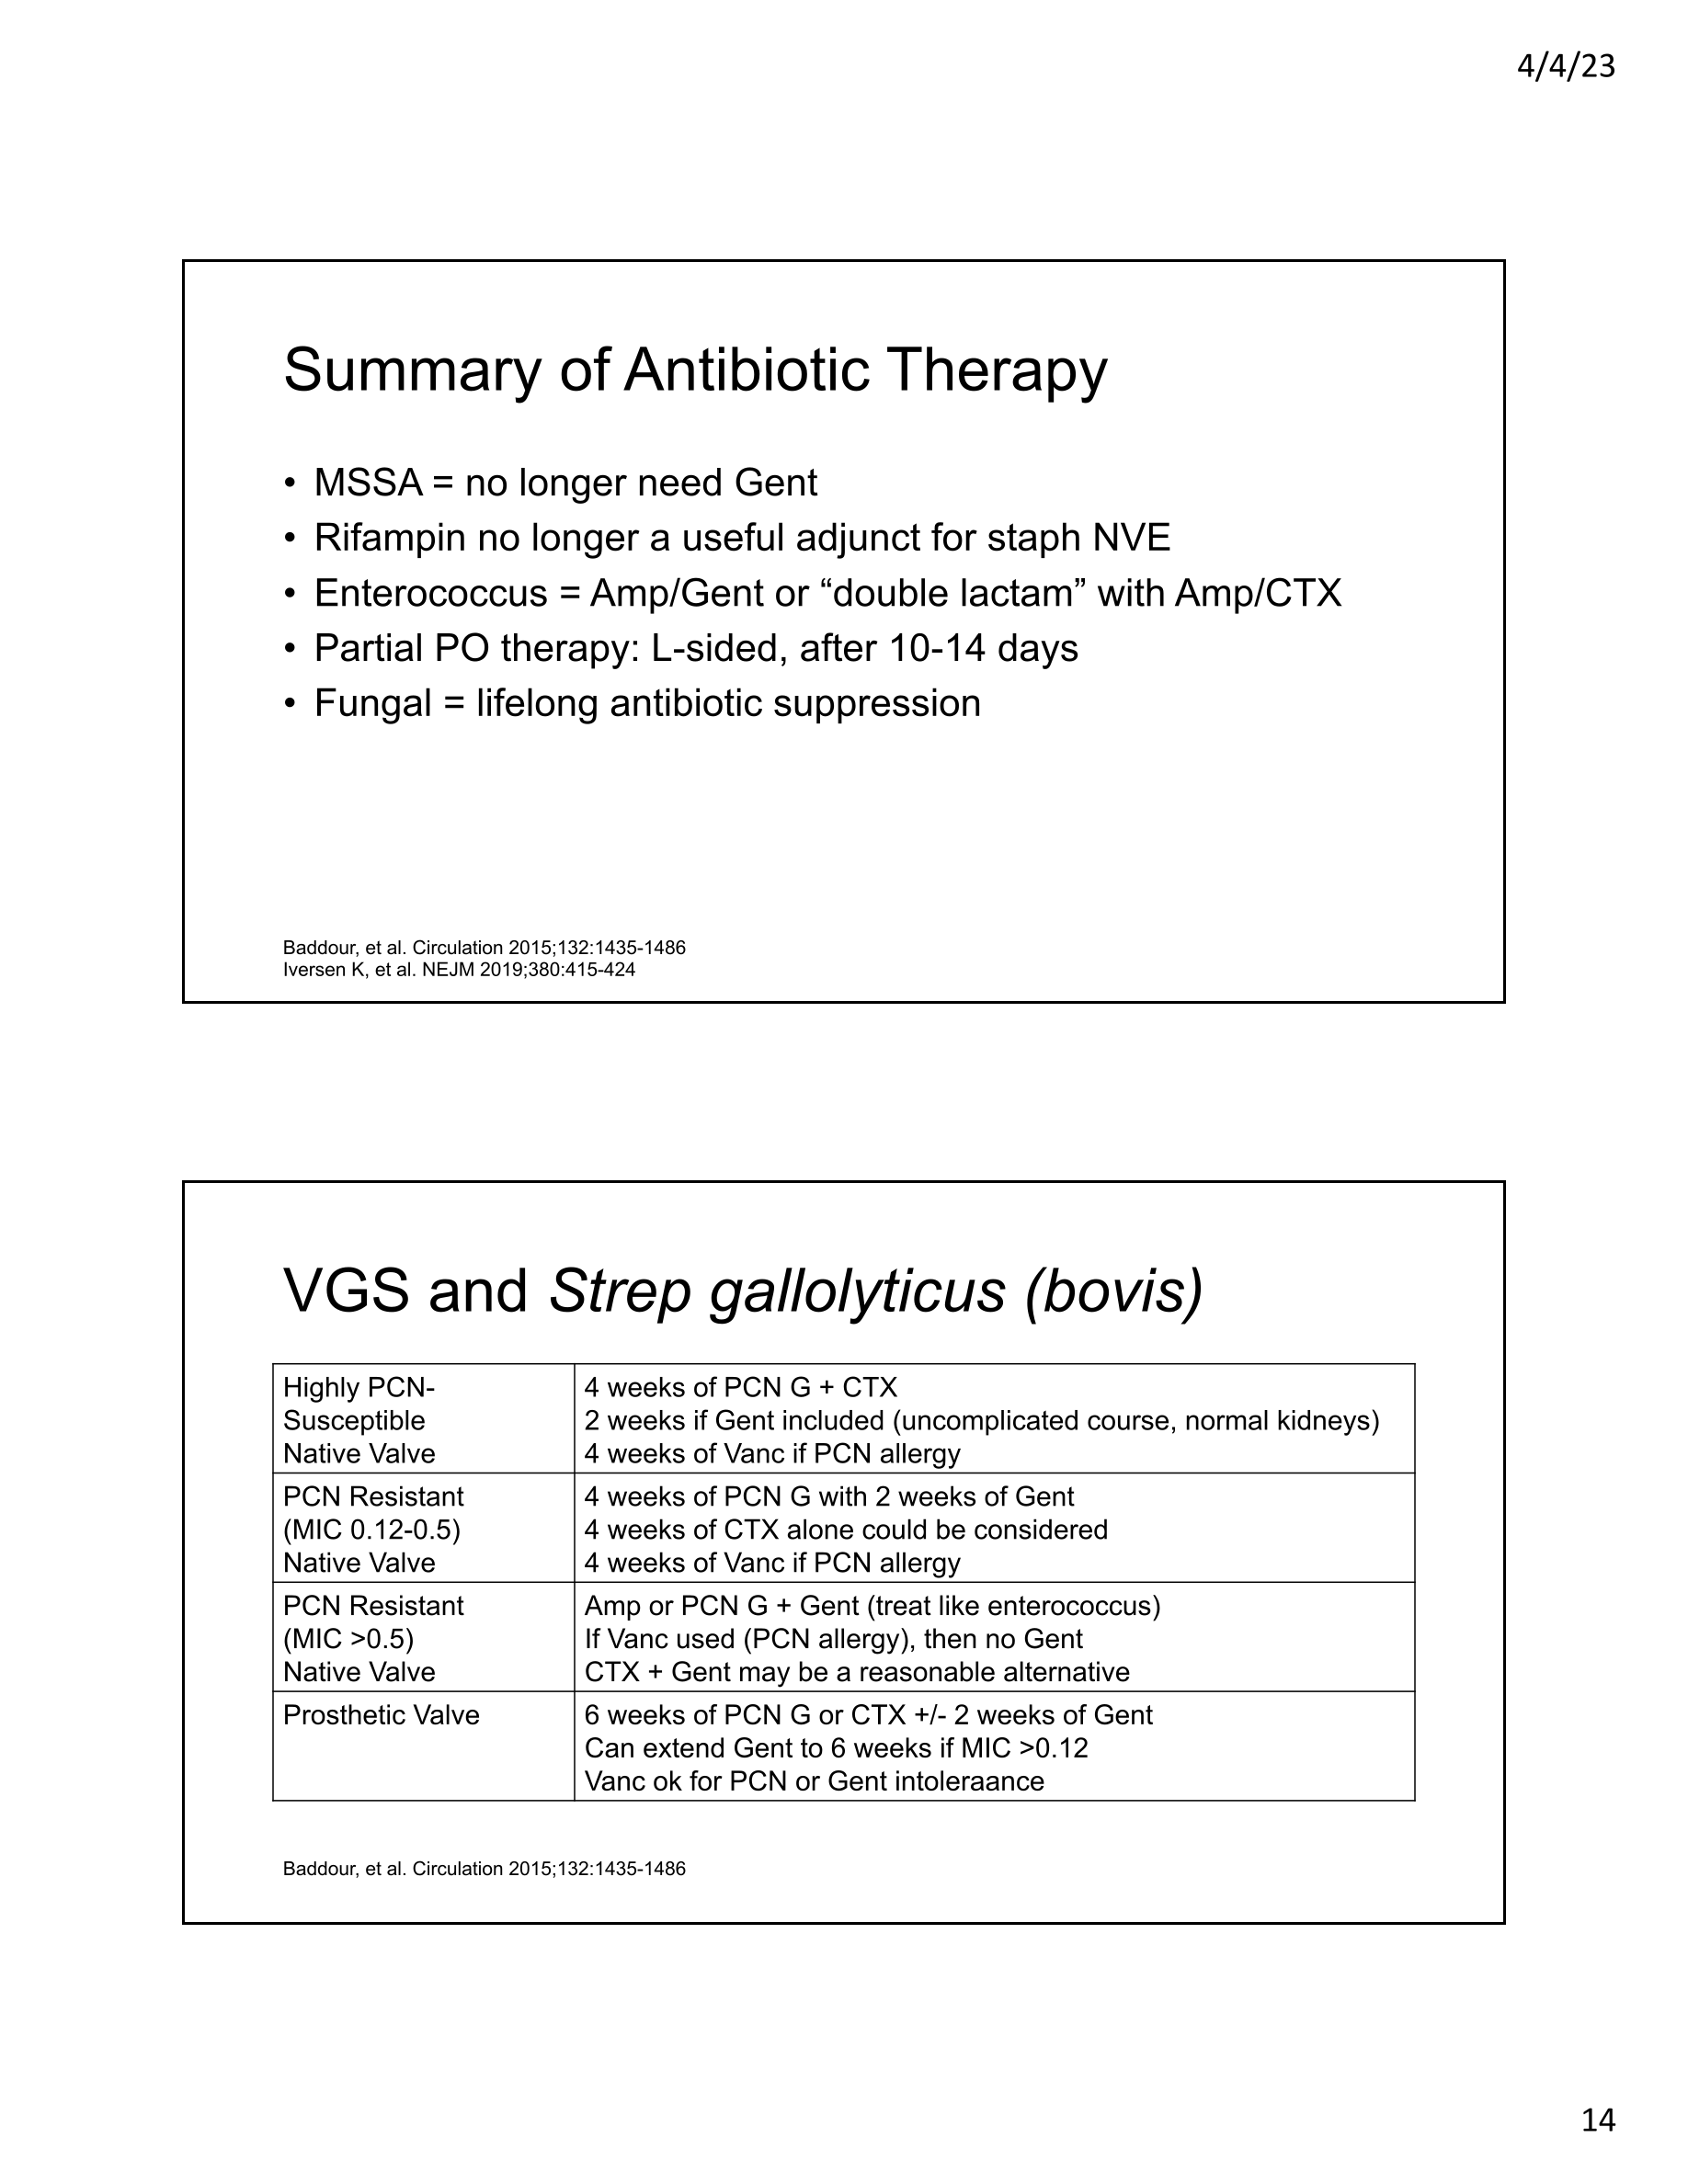 4/4/23
Summary of Antibiotic Therapy
• MSSA = no longer need Gent
• Rifampin no longer a useful adjunct for staph NVE
• Enterococcus = Amp/Gent or “double lactam” with Amp/CTX
• Partial PO therapy: L-sided, after 10-14 days
• Fungal = lifelong antibiotic suppression
Baddour, et al. Circulation 2015;132:1435-1486
Iversen K, et al. NEJM 2019;380:415-424
VGS and Strep gallolyticus (bovis)
Highly PCN-
Susceptible
Native Valve
4 weeks of PCN G + CTX
2 weeks if Gent included (uncomplicated course, normal kidneys)
4 weeks of Vanc if PCN allergy
PCN Resistant
(MIC 0.12-0.5)
Native Valve
4 weeks of PCN G with 2 weeks of Gent
4 weeks of CTX alone could be considered
4 weeks of Vanc if PCN allergy
PCN Resistant
(MIC >0.5)
Native Valve
Amp or PCN G + Gent (treat like enterococcus)
If Vanc used (PCN allergy), then no Gent
CTX + Gent may be a reasonable alternative
Prosthetic Valve
6 weeks of PCN G or CTX +/- 2 weeks of Gent
Can extend Gent to 6 weeks if MIC >0.12
Vanc ok for PCN or Gent intoleraance
Baddour, et al. Circulation 2015;132:1435-1486
14